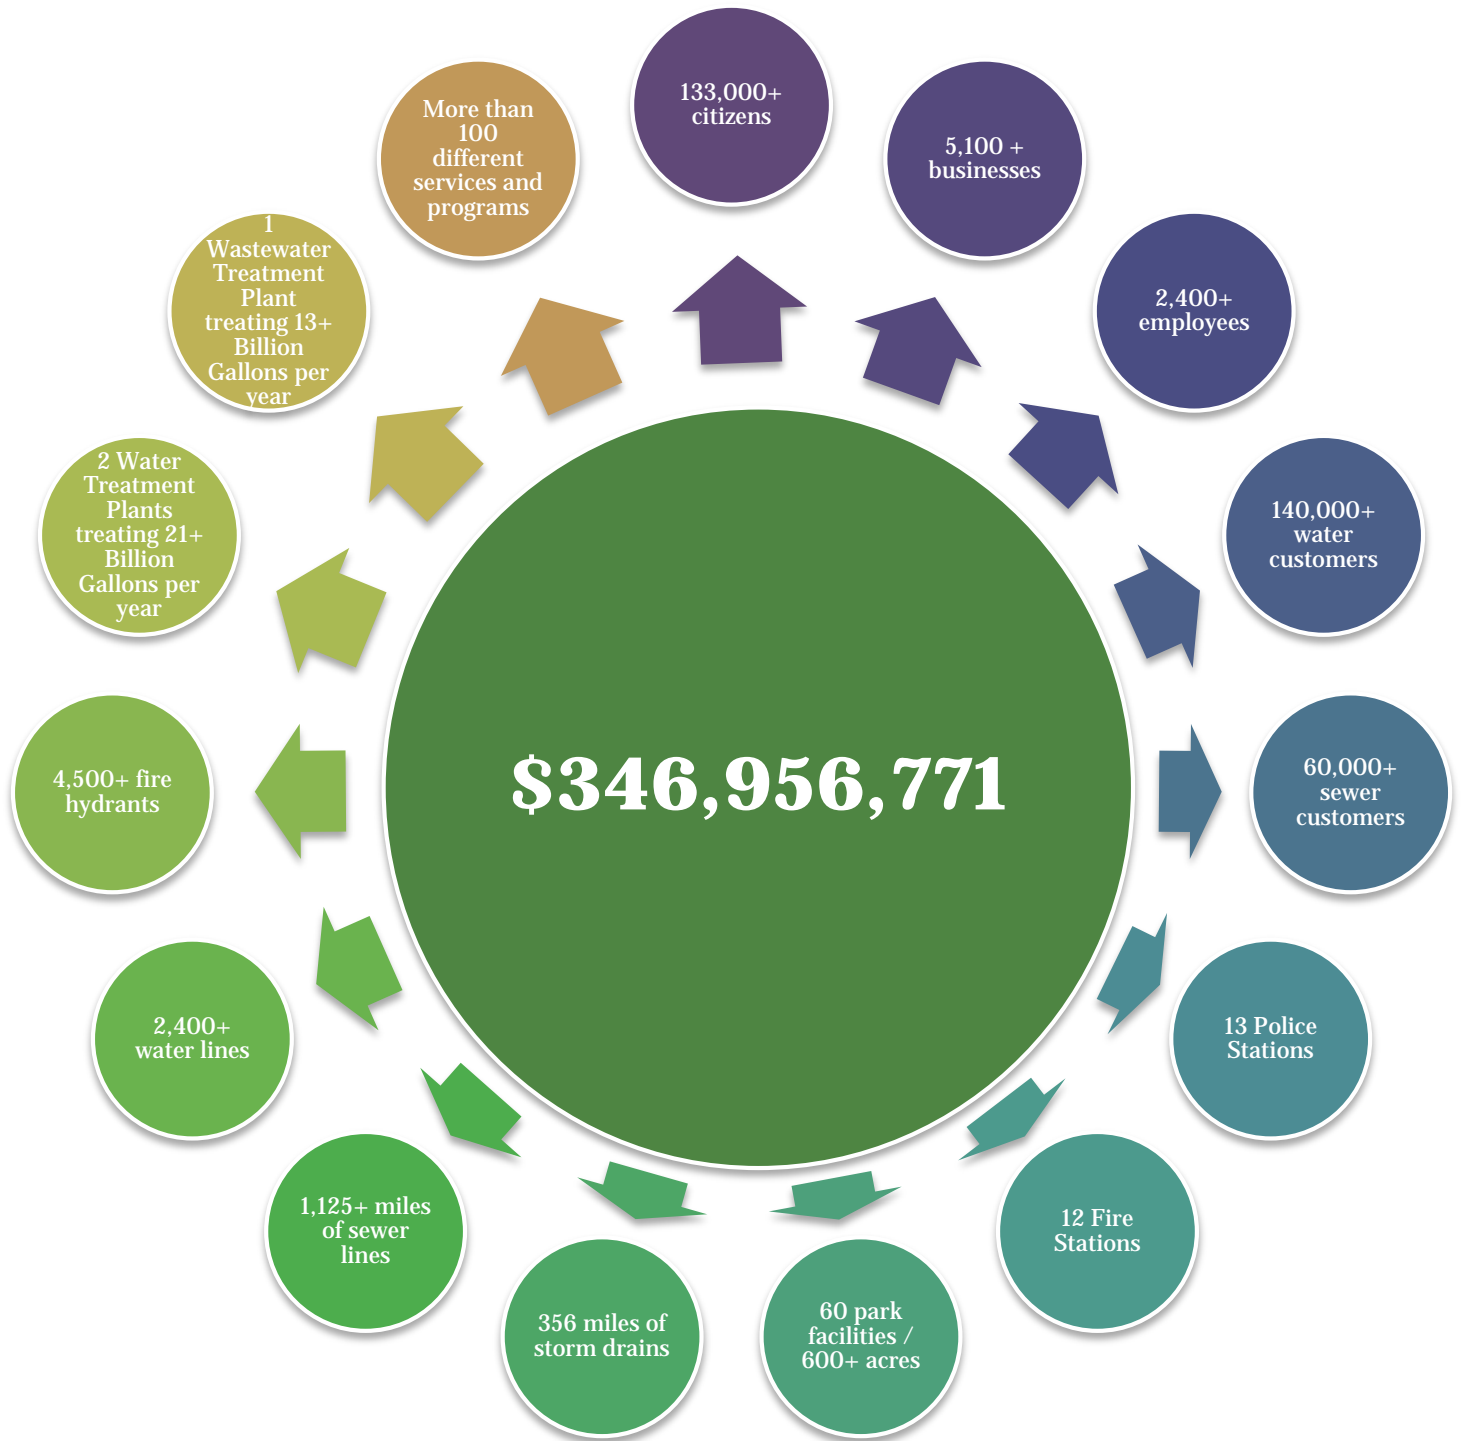 133,000+
citizens
5,100 +
businesses
2,400+
employees
140,000+
water
customers
60,000+
sewer
customers
13 Police
Stations
12 Fire
Stations
60 park
facilities /
600+ acres
356 miles of
storm drains
1,125+ miles
of sewer
lines
2,400+
water lines
4,500+ fire
hydrants
2 Water
Treatment
Plants
treating 21+
Billion
Gallons per
year
1
Wastewater
Treatment
Plant
treating 13+
Billion
Gallons per
year
More than
100
different
services and
programs
$346,956,771